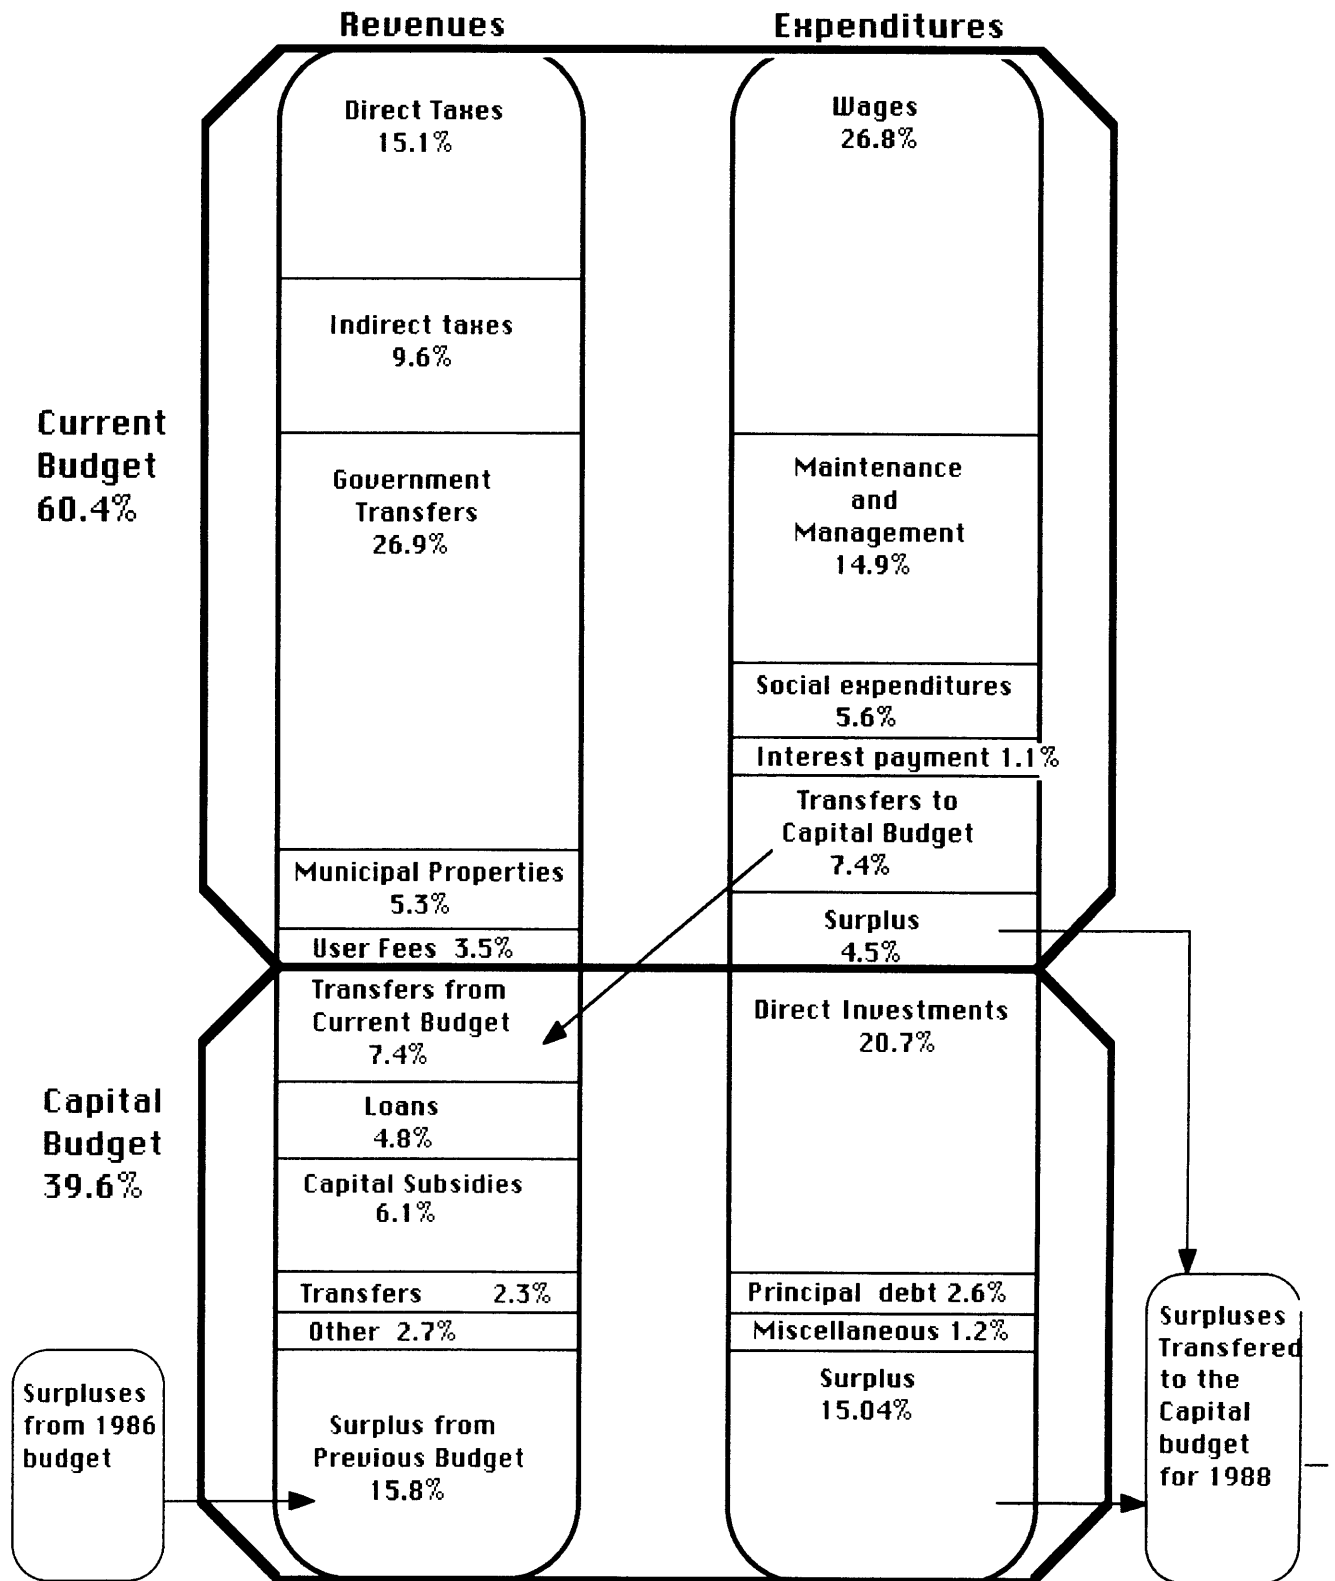 Revenues
Expenditures
Current
Budget
60.4%
Direct Taxes
15.1%
Indirect taxes
9.6%
Government
Transfers
26.9%
Municipal Properties
5.3%
User Fees 3.5%
Wages
26.8%
Maintenance
and
Management
14.9%
Social expenditures
5.6%
Interest payment 1.1%
Transfers to
Capital Budget
7.4%
Surplus
4.5%
Capital
Budget
39.6%
Transfers from
Current Budget
7.4%
Loans
4.8%
Capital Subsidies
6.1%
Transfers 2.3%
Other 2.7%
Surplus from
Previous Budget
15.8%
Direct Investments
20.7%
Principal debt 2.6%
Miscellaneous 1.2%
Surplus
15.04%
Surpluses
from 1986
budget
Surpluses
Transfered
to the
Capital
budget
for 1988